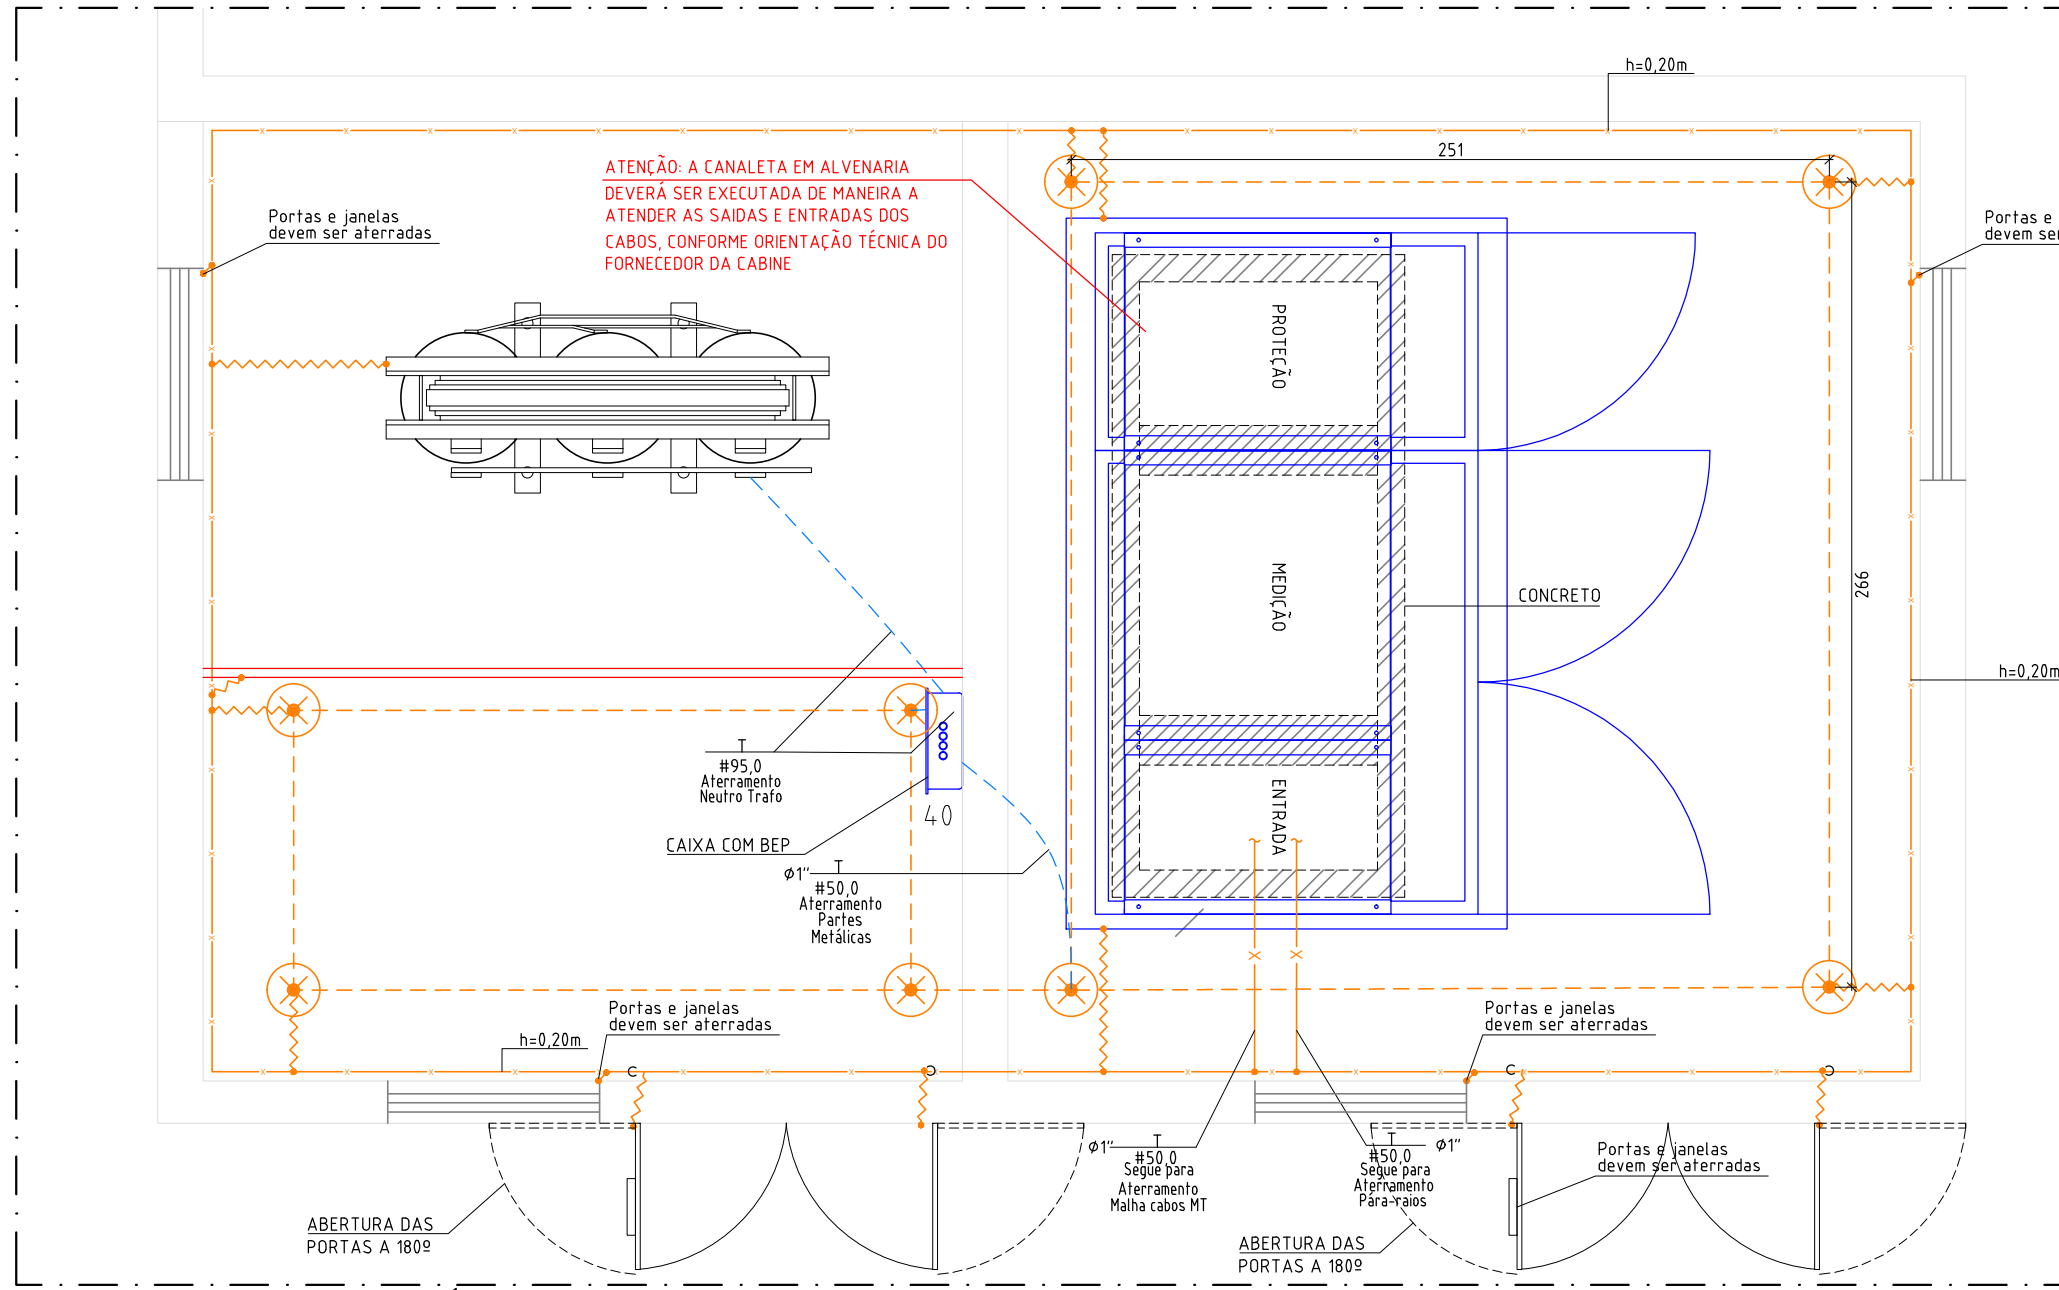 h=0,20m
251
ATENÇÃO: A CANALETA EM ALVENARIA
DEVERÁ SER EXECUTADA DE MANEIRA A
ATENDER AS SAIDAS E ENTRADAS DOS
CABOS, CONFORME ORIENTAÇÃO TÉCNICA DO
FORNECEDOR DA CABINE
Portas e janelas
devem ser aterradas
Portas e
devem ser
PROTEÇÃO
MEDIÇÃO
CONCRETO
266
h=0,20m
ENTRADA
T
#95,0
Aterramento
Neutro Trafo
40
CAIXA COM BEP
ø1"
T
#50,0
Aterramento
Partes
Metálicas
Portas e janelas
devem ser aterradas
h=0,20m
Portas e janelas
devem ser aterradas
ø1"
T
#50,0
Segue para
Aterramento
Malha cabos MT
T
ø1"
#50,0
Segue para
Aterramento
Pára-raios
Portas e janelas
devem ser aterradas
ABERTURA DAS
PORTAS A 180º
ABERTURA DAS
PORTAS A 180º